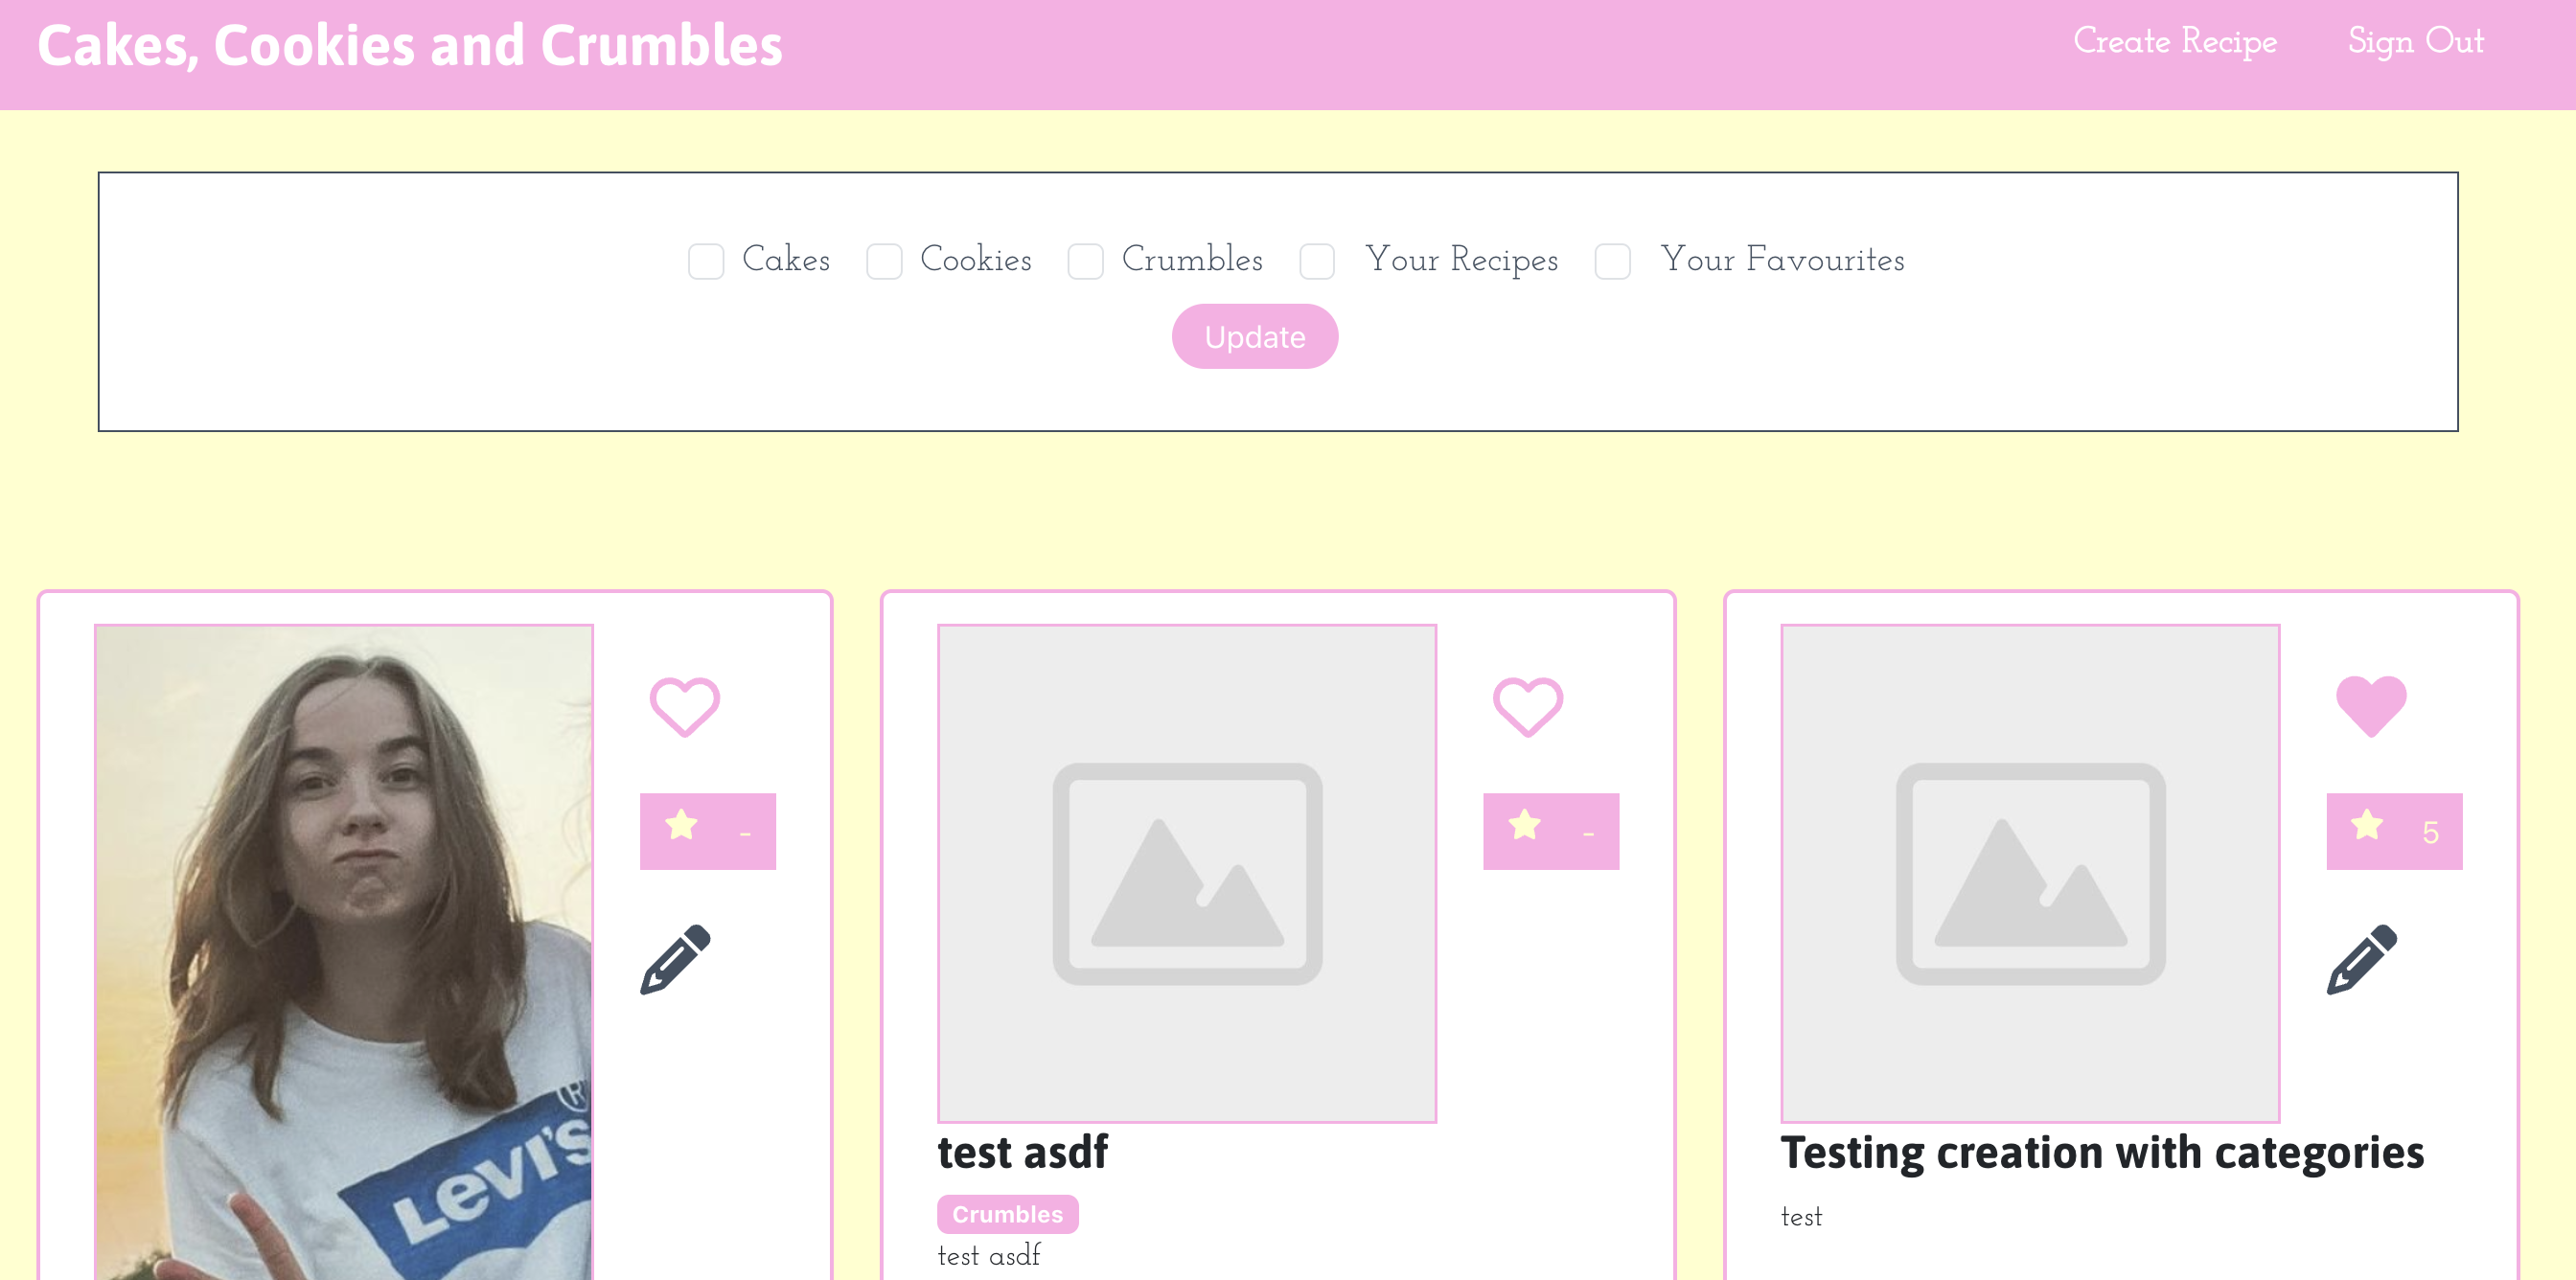 Cakes, Cookies and Crumbles
Create Recipe
Sign Out
Cakes
Cookies
Crumbles
Your Recipes
Your Favourites
Update
-
-
5
Levi's
®
test asdf
Testing creation with categories
Crumbles
test
test asdf